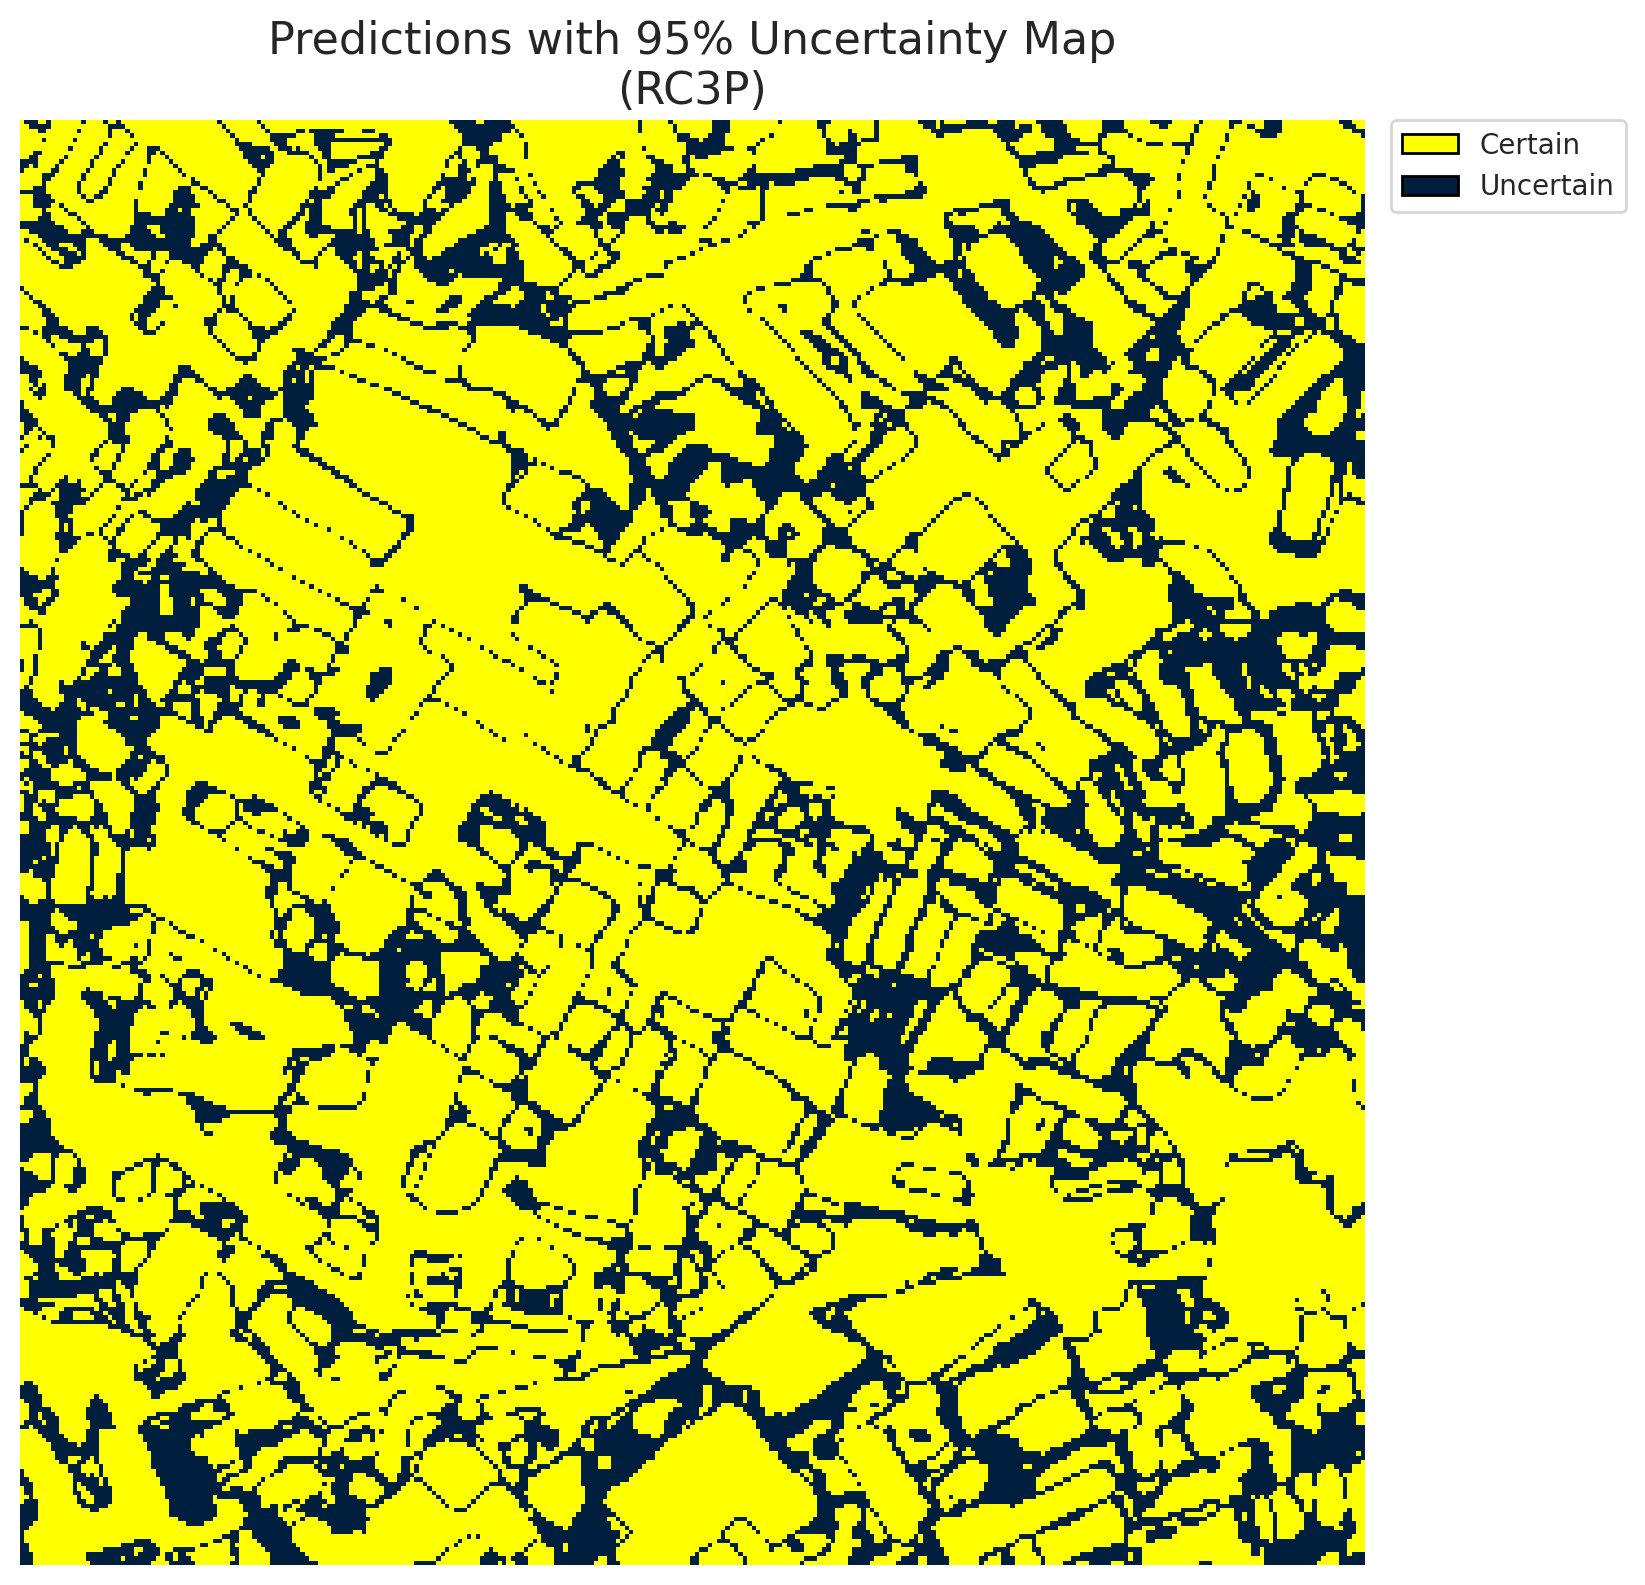 Predictions with 95% Uncertainty Map
(RC3P)
Certain
Uncertain